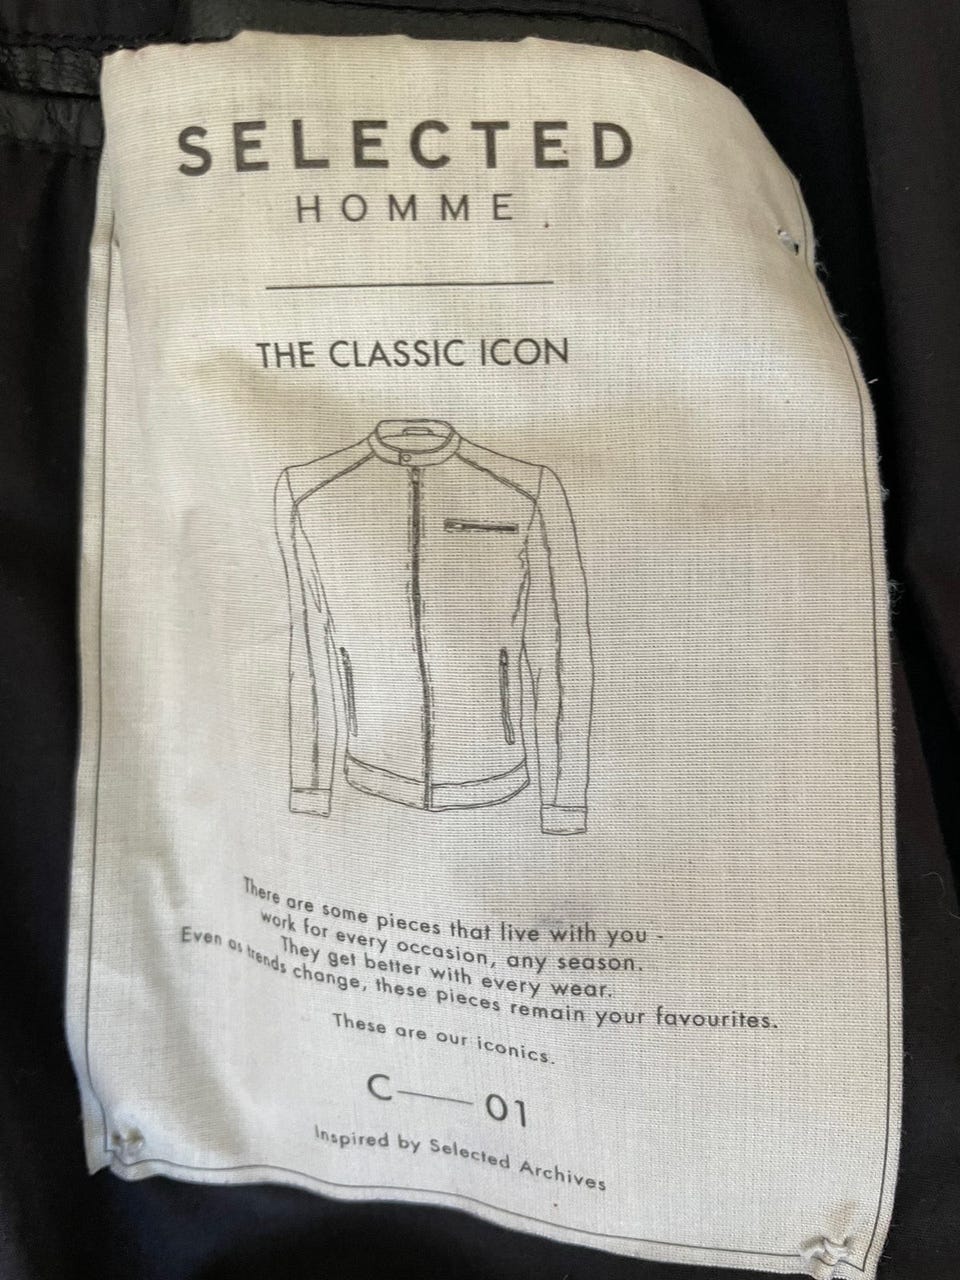 SELECTED
HOMME
THE CLASSIC ICON
There are some pieces that live with you -
work for every occasion, any season.
They get better with every wear.
Even as trends change, these pieces remain your favourites.
These are our iconics.
C — 01
Inspired by Selected Archives